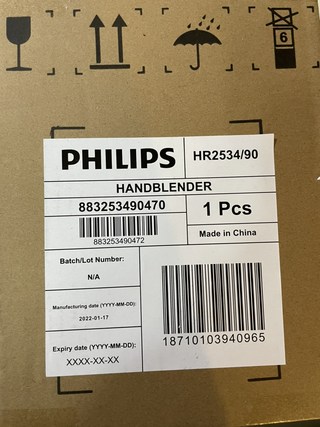 6
PHILIPS
HR2534/90
HANDBLENDER
883253490470
1 Pcs
883253490472
Made in China
Batch/Lot Number:
N/A
Manufacturing date (YYYY-MM-DD):
2022-01-17
18710103940965
Expiry date (YYYY-MM-DD):
XXXX-XX-XX